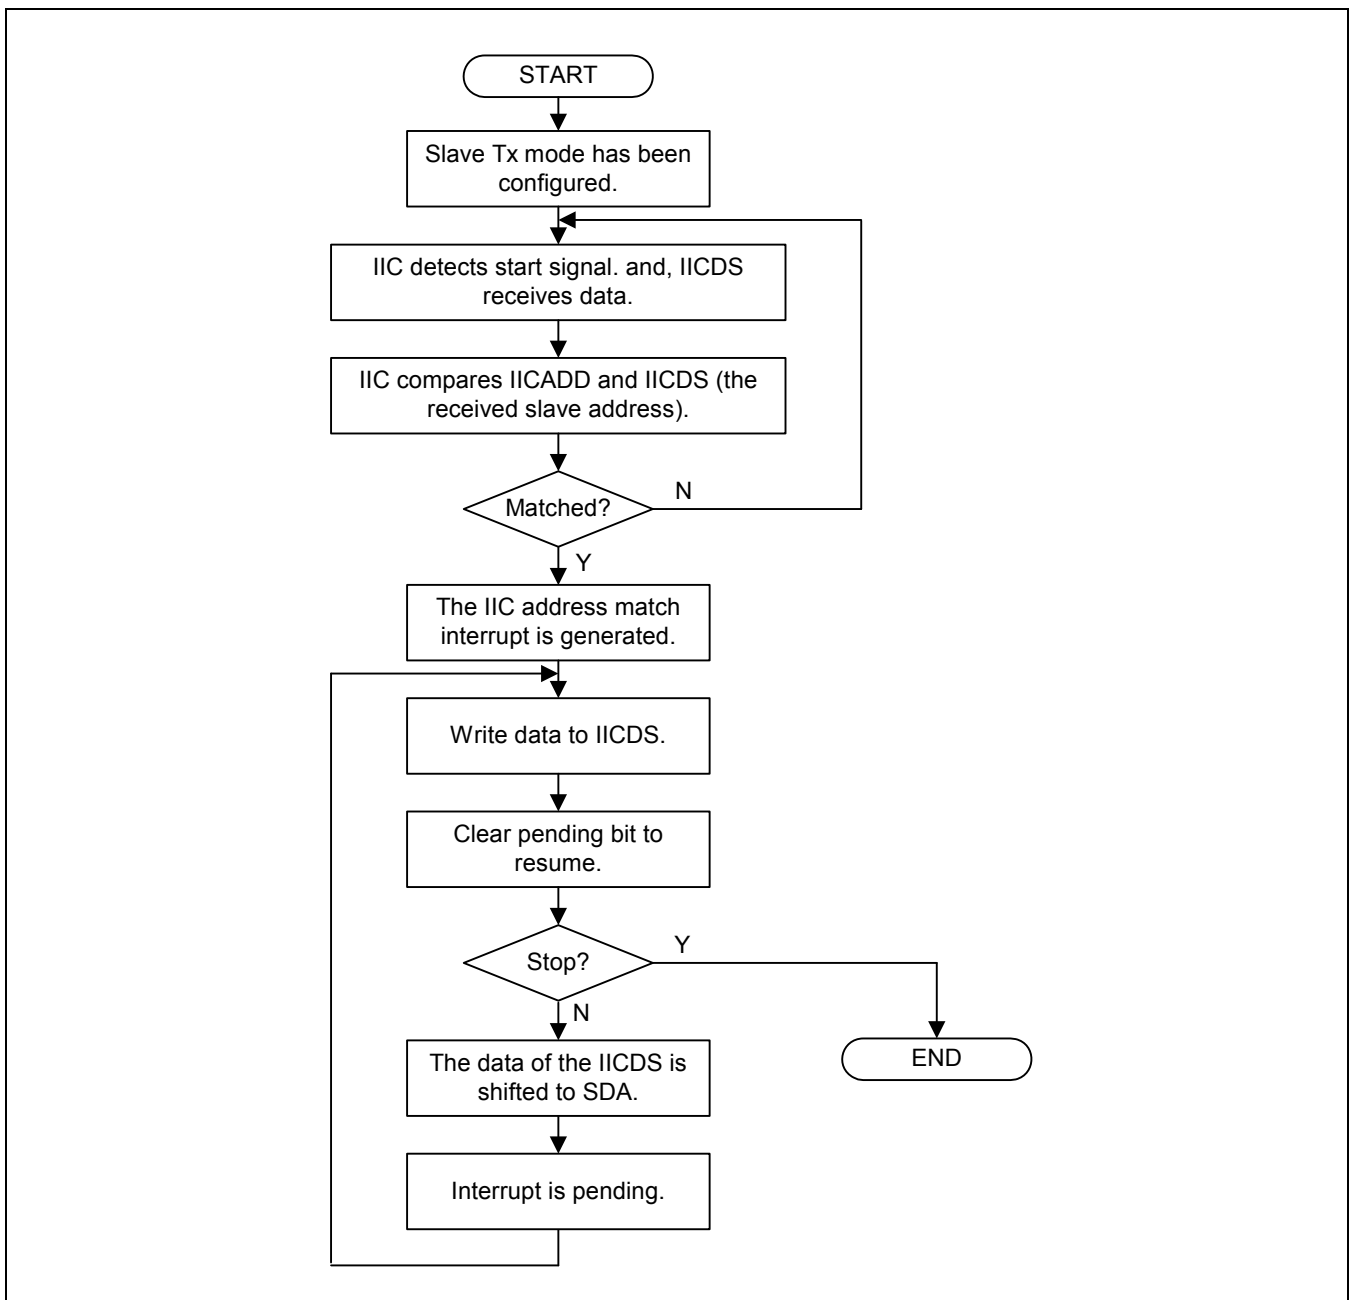 START
Slave Tx mode has been
configured.
IIC detects start signal. and, IICDS
receives data.
IIC compares IICADD and IICDS (the
received slave address).
Matched?
N
Y
The IIC address match
interrupt is generated.
Write data to IICDS.
Clear pending bit to
resume.
Stop?
Y
N
The data of the IICDS is
shifted to SDA.
END
Interrupt is pending.